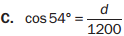 C. cos 54° = d/1200